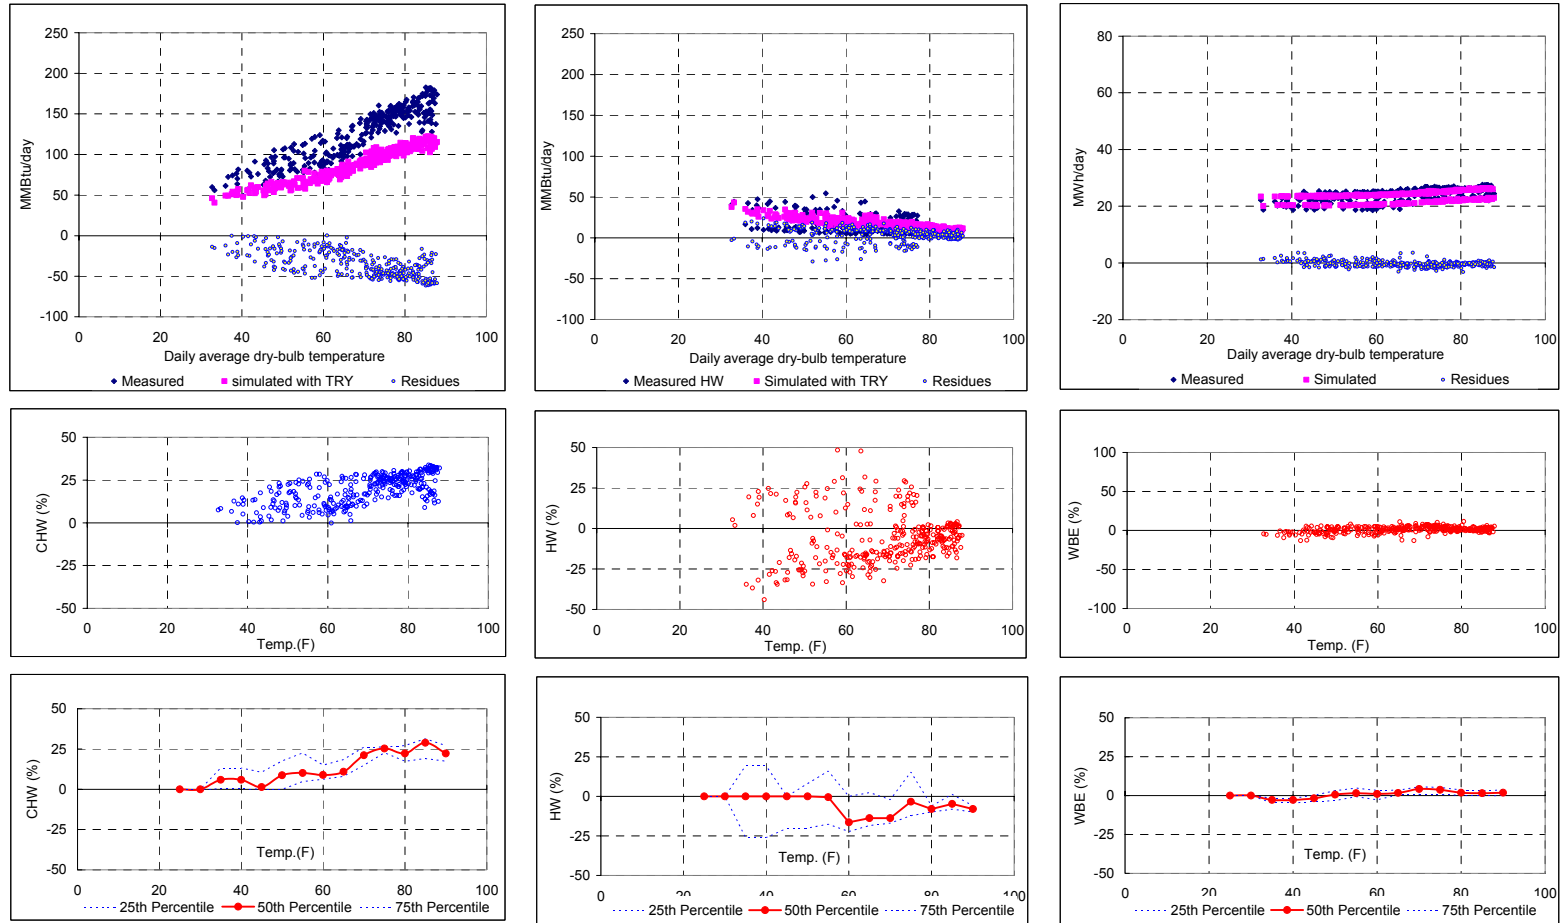 250
200
150
100
50
0
-50
-100
MMBtu/day
0 20 40 60 80 100
Daily average dry-bulb temperature
Measured simulated with TRY Residues
250
200
150
100
50
0
-50
-100
MMBtu/day
0 20 40 60 80 100
Daily average dry-bulb temperature
Measured HW Simulated with TRY Residues
80
60
40
20
0
-20
MWh/day
0 20 40 60 80 100
Daily average dry-bulb temperature
Measured Simulated Residues
50
25
0
-25
-50
CHW (%)
0 20 40 60 80 100
Temp.(F)
50
25
0
-25
-50
HW (%)
0 20 40 60 80 100
Temp. (F)
100
50
0
-50
-100
WBE (%)
0 20 40 60 80 100
Temp. (F)
50
25
0
-25
-50
CHW (%)
0 20 40 60 80 100
Temp.(F)
25th Percentile 50th Percentile 75th Percentile
50
25
0
-25
-50
HW (%)
0 20 40 60 80 100
Temp. (F)
25th Percentile 50th Percentile 75th Percentile
50
25
0
-25
-50
WBE (%)
0 20 40 60 80 100
Temp. (F)
25th Percentile 50th Percentile 75th Percentile